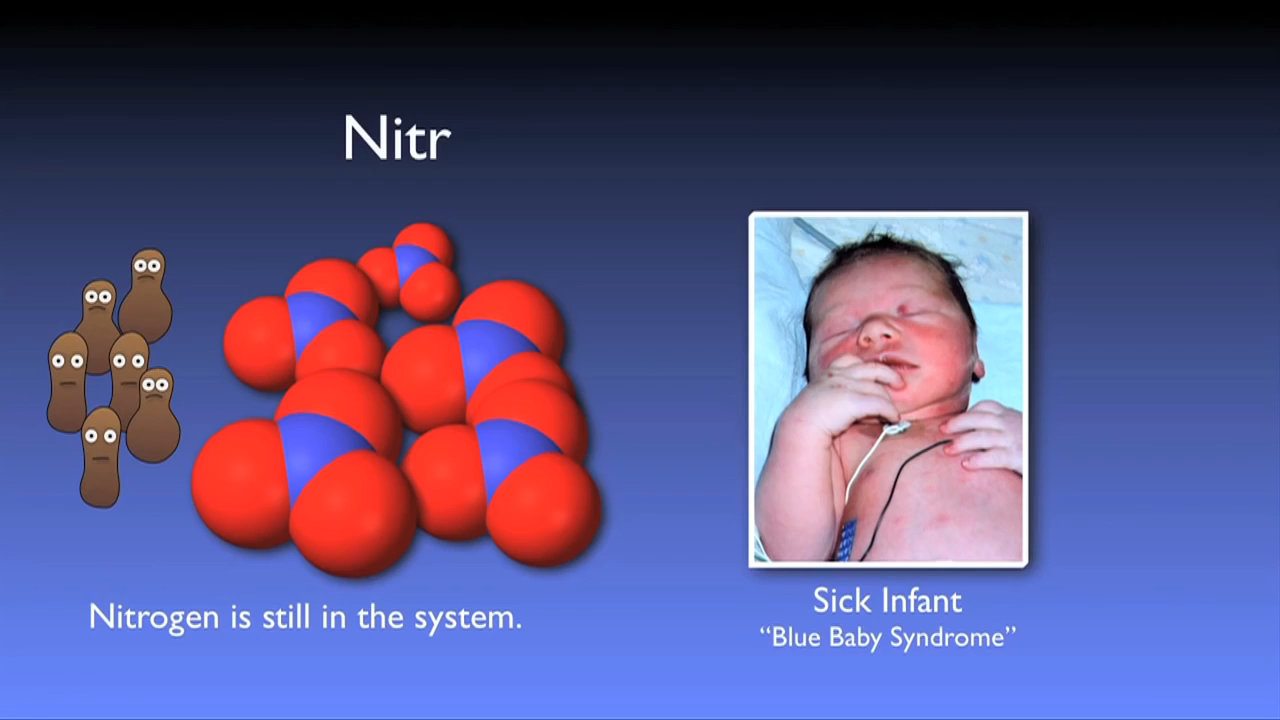 Nitr
Nitrogen is still in the system.
Sick Infant
“Blue Baby Syndrome”